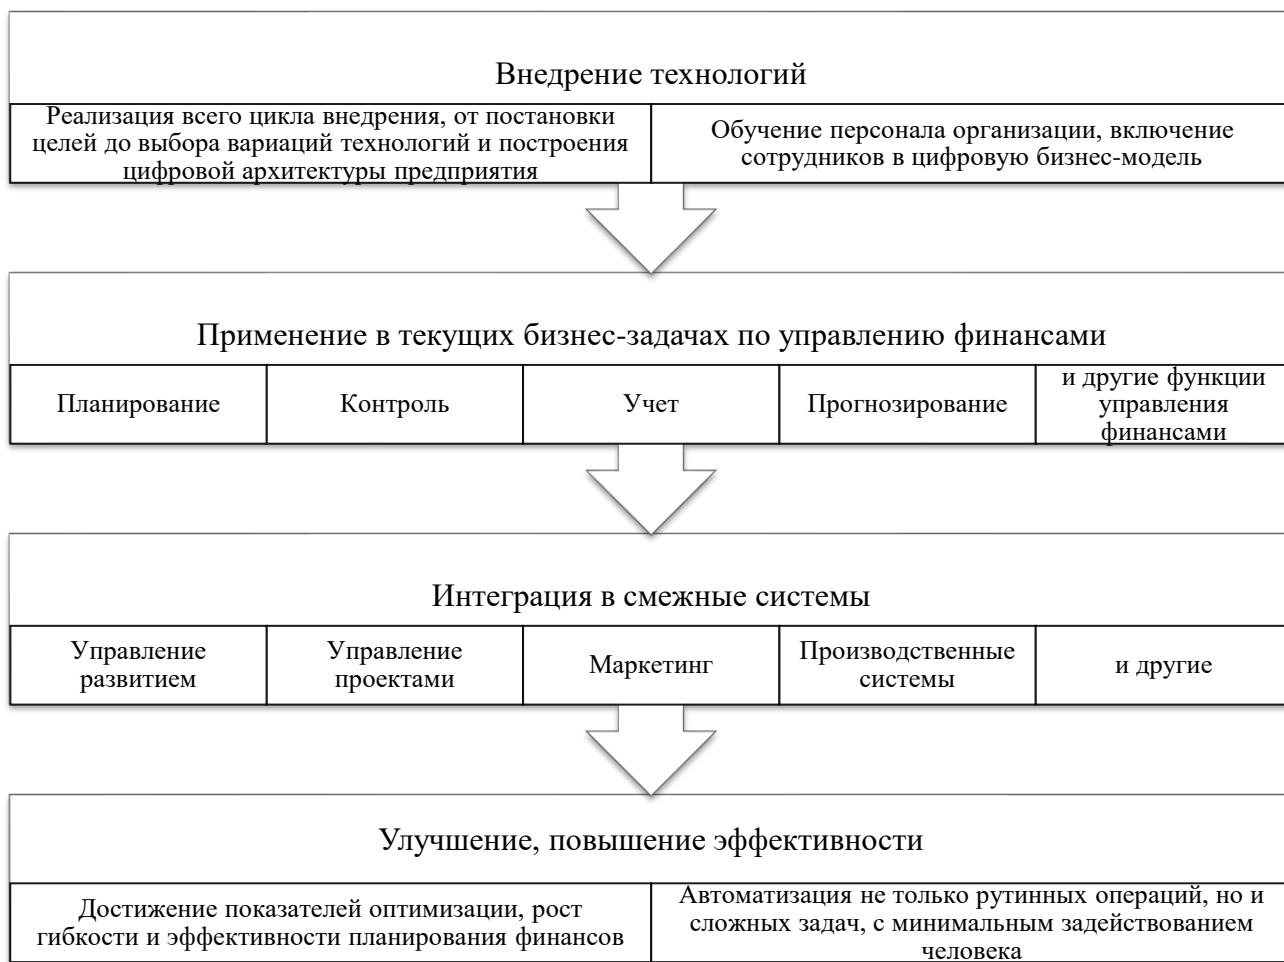 Внедрение технологий
Реализация всего цикла внедрения, от постановки
целей до выбора вариаций технологий и построения
цифровой архитектуры предприятия
Обучение персонала организации, включение
сотрудников в цифровую бизнес-модель
Применение в текущих бизнес-задачах по управлению финансами
Планирование
Контроль
Учет
Прогнозирование
и другие функции
управления
финансами
Интеграция в смежные системы
Управление
развитием
Управление
проектами
Маркетинг
Производственные
системы
и другие
Улучшение, повышение эффективности
Достижение показателей оптимизации, рост
гибкости и эффективности планирования финансов
Автоматизация не только рутинных операций, но и
сложных задач, с минимальным задействованием
человека